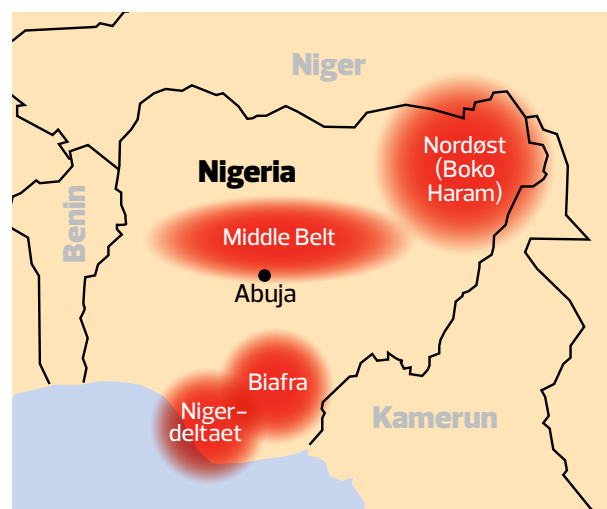 Niger
Nordøst
(Boko
Haram)
Nigeria
Benin
Middle Belt
Abuja
Biafra
Niger-
deltaet
Kamerun